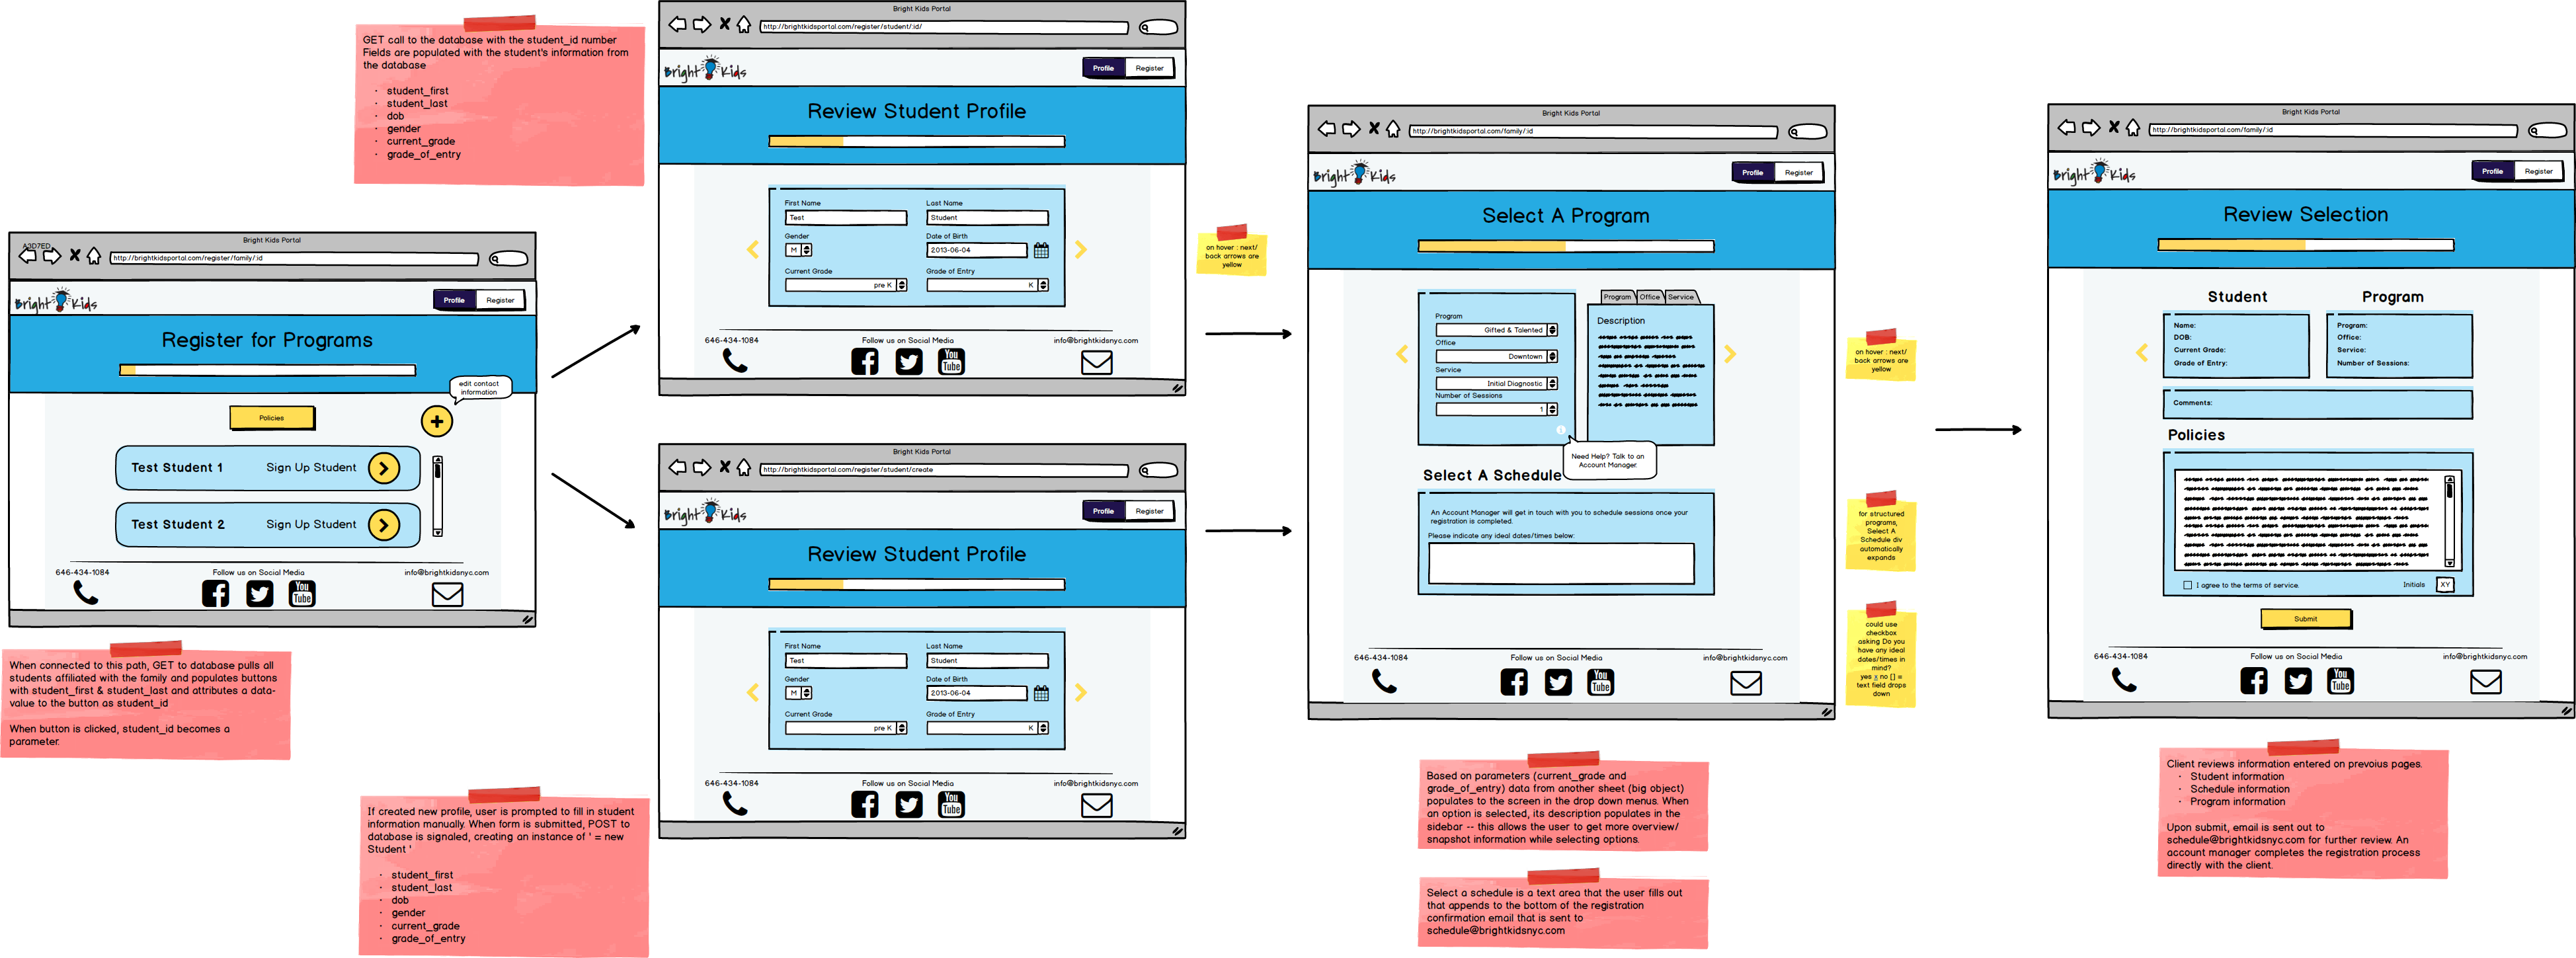 GET call to the database with the student_id number
Fields are populated with the student's information from
the database
· student_first
· student_last
· dob
· gender
· current_grade
· grade_of_entry
A3D7ED
Bright Kids Portal
http://brightkidsportal.com/register/family/:id
Bright Kids
Profile
Register
Register for Programs
edit contact
information
Policies
+
Test Student 1
Sign Up Student
Test Student 2
Sign Up Student
646-434-1084
Follow us on Social Media
info@brightkidsnyc.com
You
Tube
When connected to this path, GET to database pulls all
students affiliated with the family and populates buttons
with student_first & student_last and attributes a data-
value to the button as student_id
When button is clicked, student_id becomes a
parameter.
If created new profile, user is prompted to fill in student
information manually. When form is submitted, POST to
database is signaled, creating an instance of ' = new
Student '
· student_first
· student_last
· dob
· gender
· current_grade
· grade_of_entry
Bright Kids Portal
http://brightkidsportal.com/register/student/:id/
Bright Kids
Profile
Register
Review Student Profile
First Name
Last Name
Test
Student
Gender
Date of Birth
M
2013-06-04
Current Grade
Grade of Entry
pre K
K
646-434-1084
Follow us on Social Media
info@brightkidsnyc.com
You
Tube
on hover : next/
back arrows are
yellow
Bright Kids Portal
http://brightkidsportal.com/register/student/create
Bright Kids
Profile
Register
Review Student Profile
First Name
Last Name
Test
Student
Gender
Date of Birth
M
2013-06-04
Current Grade
Grade of Entry
pre K
K
646-434-1084
Follow us on Social Media
info@brightkidsnyc.com
You
Tube
Bright Kids Portal
http://brightkidsportal.com/family/:id
Bright Kids
Profile
Register
Select A Program
Program
Gifted & Talented
Office
Downtown
Service
Initial Diagnostic
Number of Sessions
1
Program
Office
Service
Description
Need Help? Talk to an
Account Manager.
Select A Schedule
An Account Manager will get in touch with you to schedule sessions once your
registration is completed.
Please indicate any ideal dates/times below:
646-434-1084
Follow us on Social Media
info@brightkidsnyc.com
You
Tube
on hover : next/
back arrows are
yellow
for structured
programs,
Select A
Schedule div
automatically
expands
could use
checkbox
asking Do you
have any ideal
dates/times in
mind?
yes x no [] =
text field drops
down
Based on parameters (current_grade and
grade_of_entry) data from another sheet (big object)
populates to the screen in the drop down menus. When
an option is selected, its description populates in the
sidebar -- this allows the user to get more overview/
snapshot information while selecting options.
Select a schedule is a text area that the user fills out
that appends to the bottom of the registration
confirmation email that is sent to
schedule@brightkidsnyc.com
Bright Kids Portal
http://brightkidsportal.com/family/:id
Bright Kids
Profile
Register
Review Selection
Student
Program
Name:
DOB:
Current Grade:
Grade of Entry:
Program:
Office:
Service:
Number of Sessions:
Comments:
Policies
I agree to the terms of service.
Initials
XY
Submit
646-434-1084
Follow us on Social Media
info@brightkidsnyc.com
You
Tube
Client reviews information entered on prevoius pages.
· Student information
· Schedule information
· Program information
Upon submit, email is sent out to
schedule@brightkidsnyc.com for further review. An
account manager completes the registration process
directly with the client.